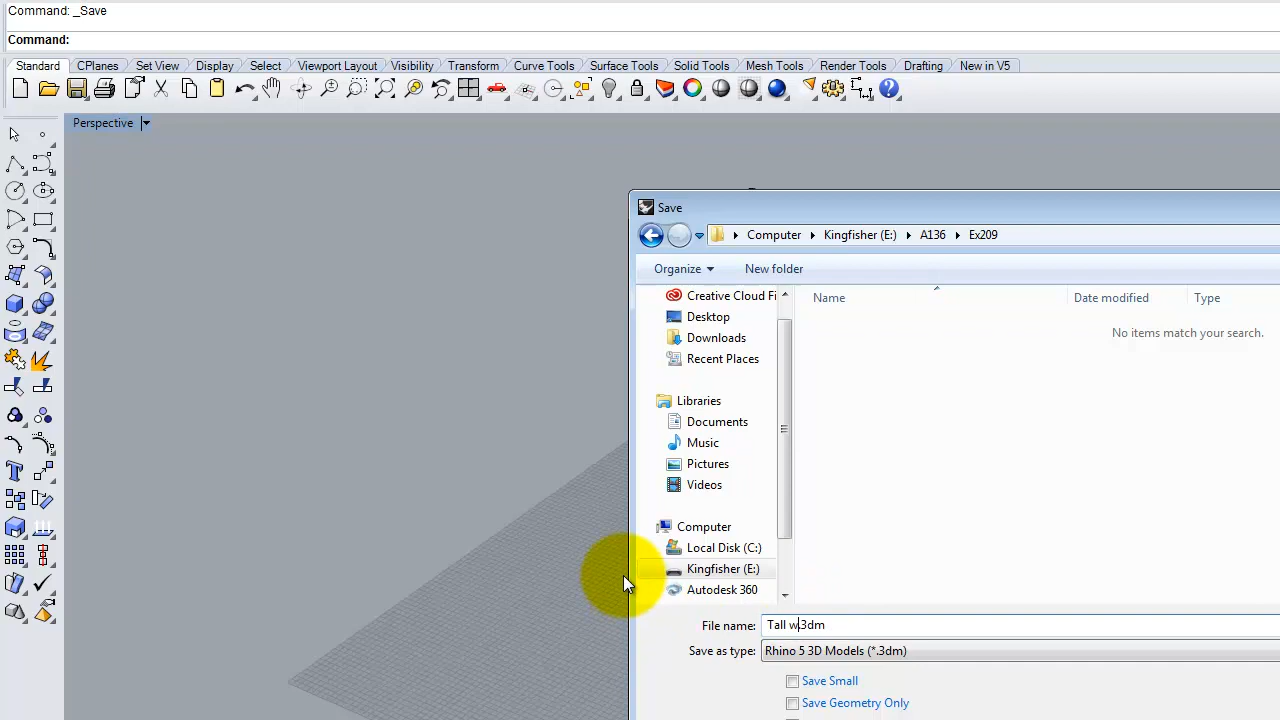 Command: _Save
Command:
Standard CPlanes Set View Display Select Viewport Layout Visibility Transform Curve Tools Surface Tools Solid Tools Mesh Tools Render Tools Drafting New in V5
Perspective
Save
Computer Kingfisher (E:) A136 Ex209
Organize New folder
Name Date modified Type
Creative Cloud Fi
No items match your search.
Desktop
Downloads
Recent Places
Libraries
Documents
Music
Pictures
Videos
Computer
Local Disk (C:)
Kingfisher (E:)
Autodesk 360
File name: Tall w.3dm
Save as type: Rhino 5 3D Models (*.3dm)
Save Small
Save Geometry Only